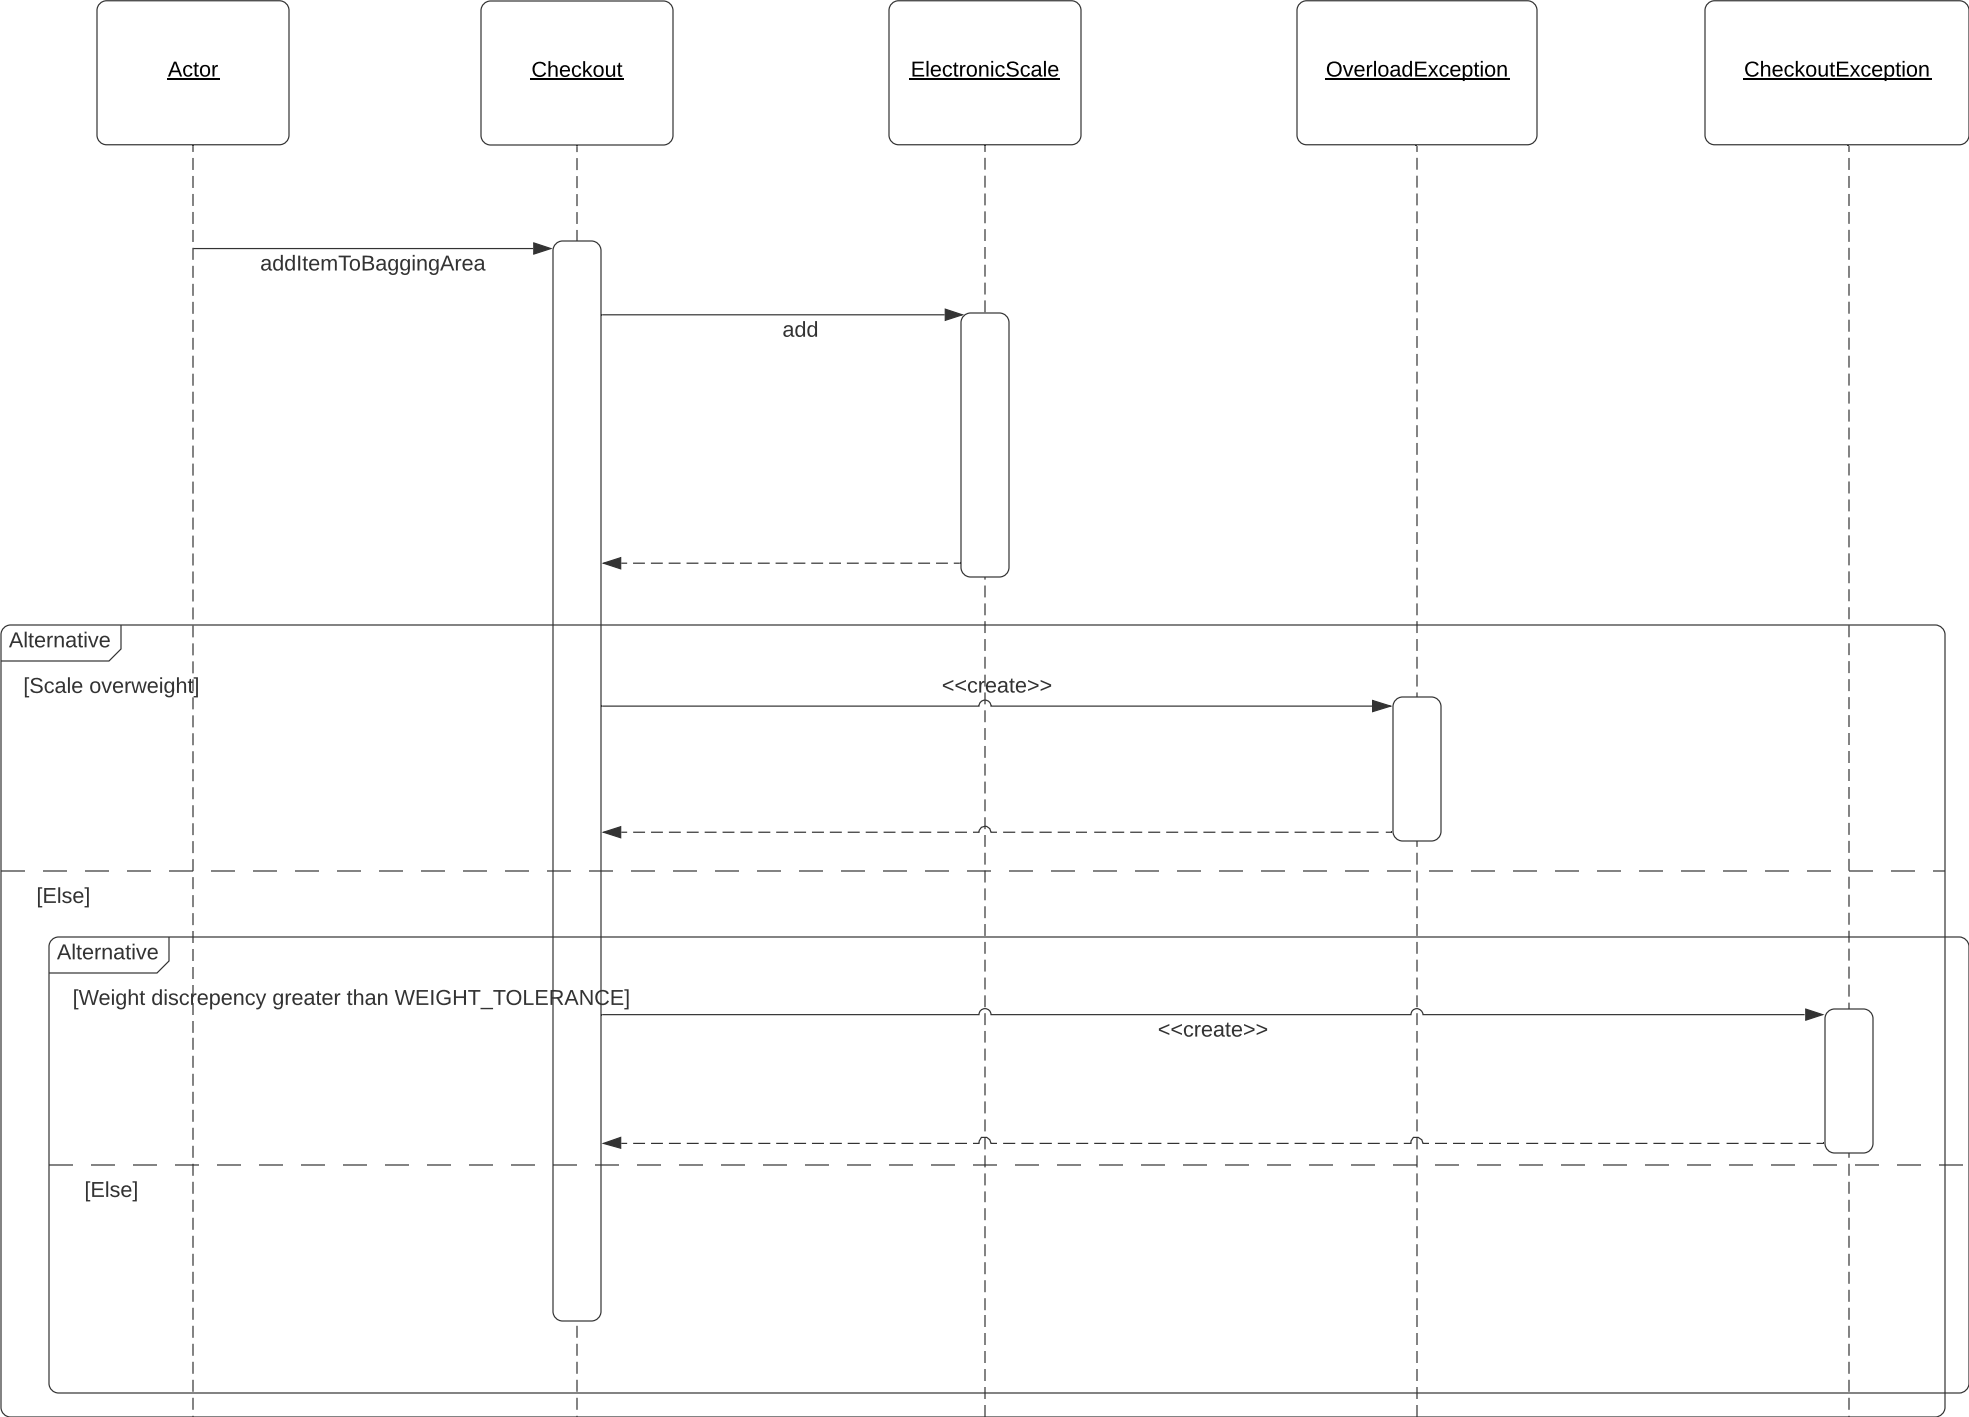 Actor
Checkout
ElectronicScale
OverloadException
CheckoutException
addItemToBaggingArea
add
Alternative
[Scale overweight]
<<create>>
[Else]
Alternative
[Weight discrepency greater than WEIGHT_TOLERANCE]
<<create>>
[Else]